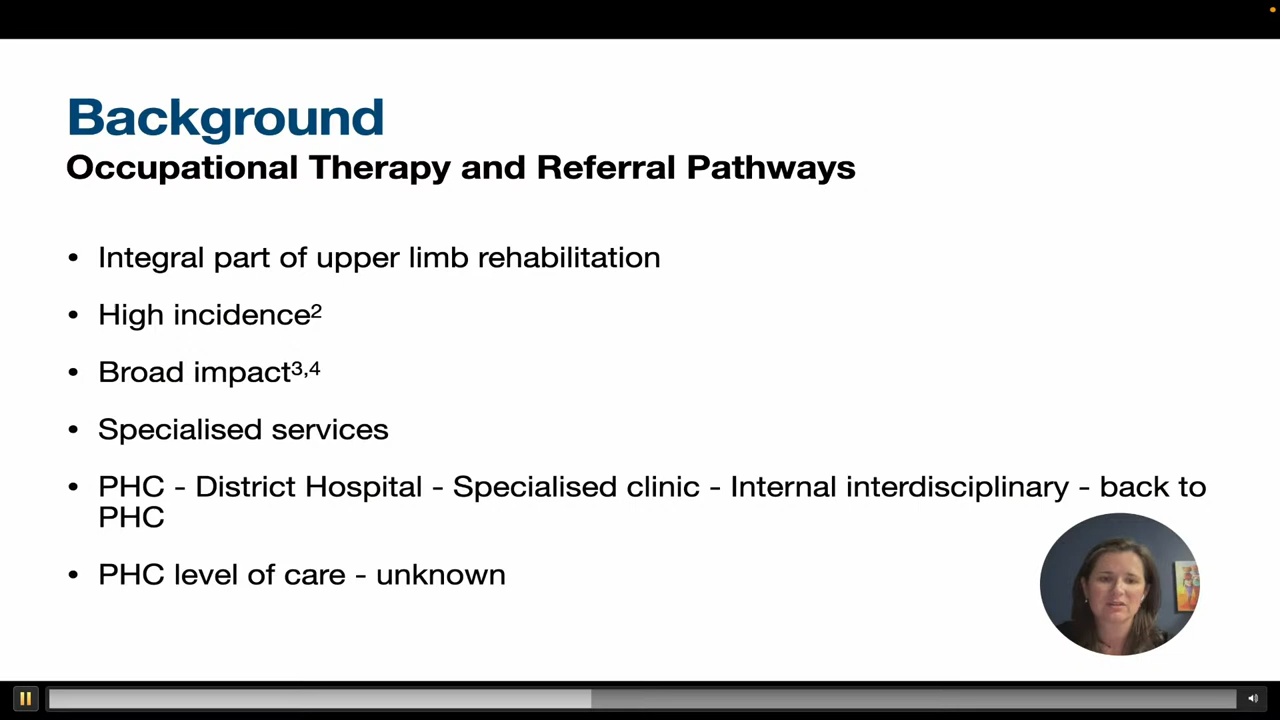 Background
Occupational Therapy and Referral Pathways
• Integral part of upper limb rehabilitation
• High incidence²
• Broad impact³,⁴
• Specialised services
• PHC - District Hospital - Specialised clinic - Internal interdisciplinary - back to
PHC
• PHC level of care - unknown